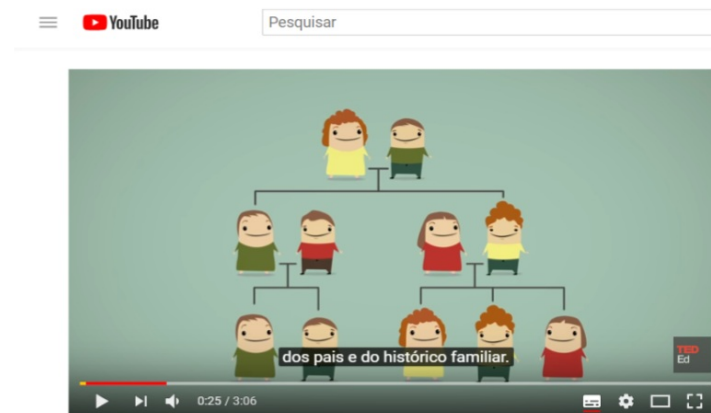 YouTube
Pesquisar
dos pais e do histórico familiar.
TED
Ed
0:25 / 3:06